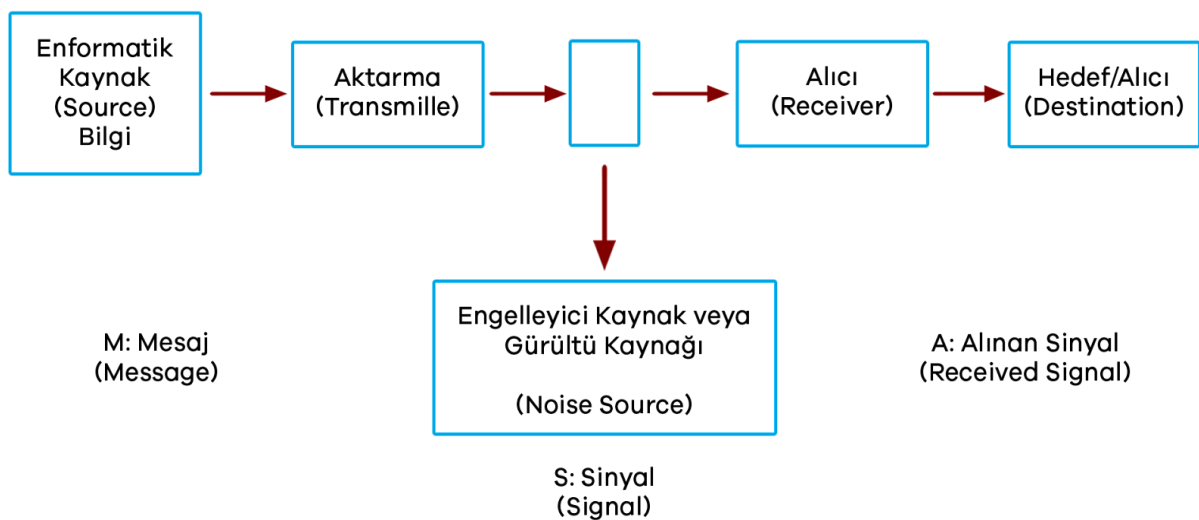 Enformatik
Kaynak
(Source)
Bilgi
Aktarma
(Transmille)
Alıcı
(Receiver)
Hedef/Alıcı
(Destination)
Engelleyici Kaynak veya
Gürültü Kaynağı
(Noise Source)
M: Mesaj
(Message)
A: Alınan Sinyal
(Received Signal)
S: Sinyal
(Signal)